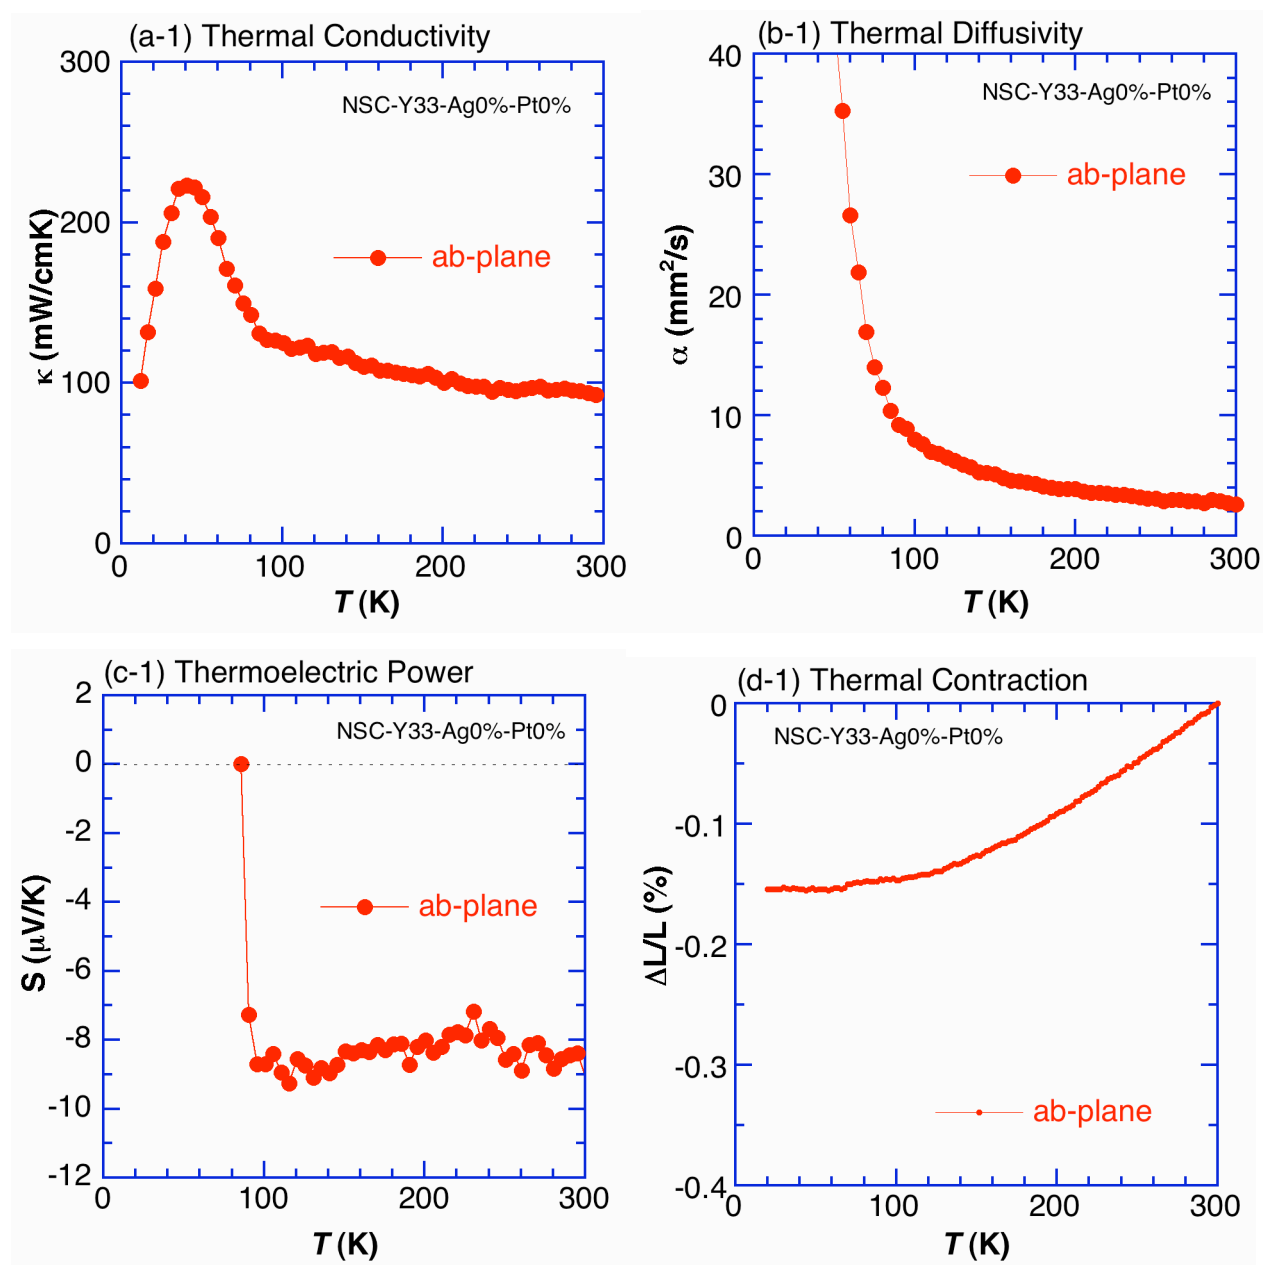 (a-1) Thermal Conductivity
300
200
100
0
κ (mW/cmK)
NSC-Y33-Ag0%-Pt0%
ab-plane
0 100 200 300
T (K)
(b-1) Thermal Diffusivity
40
30
20
10
0
α (mm²/s)
NSC-Y33-Ag0%-Pt0%
ab-plane
0 100 200 300
T (K)
(c-1) Thermoelectric Power
2
0
-2
-4
-6
-8
-10
-12
S (μV/K)
NSC-Y33-Ag0%-Pt0%
ab-plane
0 100 200 300
T (K)
(d-1) Thermal Contraction
0
-0.1
-0.2
-0.3
-0.4
ΔL/L (%)
NSC-Y33-Ag0%-Pt0%
ab-plane
0 100 200 300
T (K)